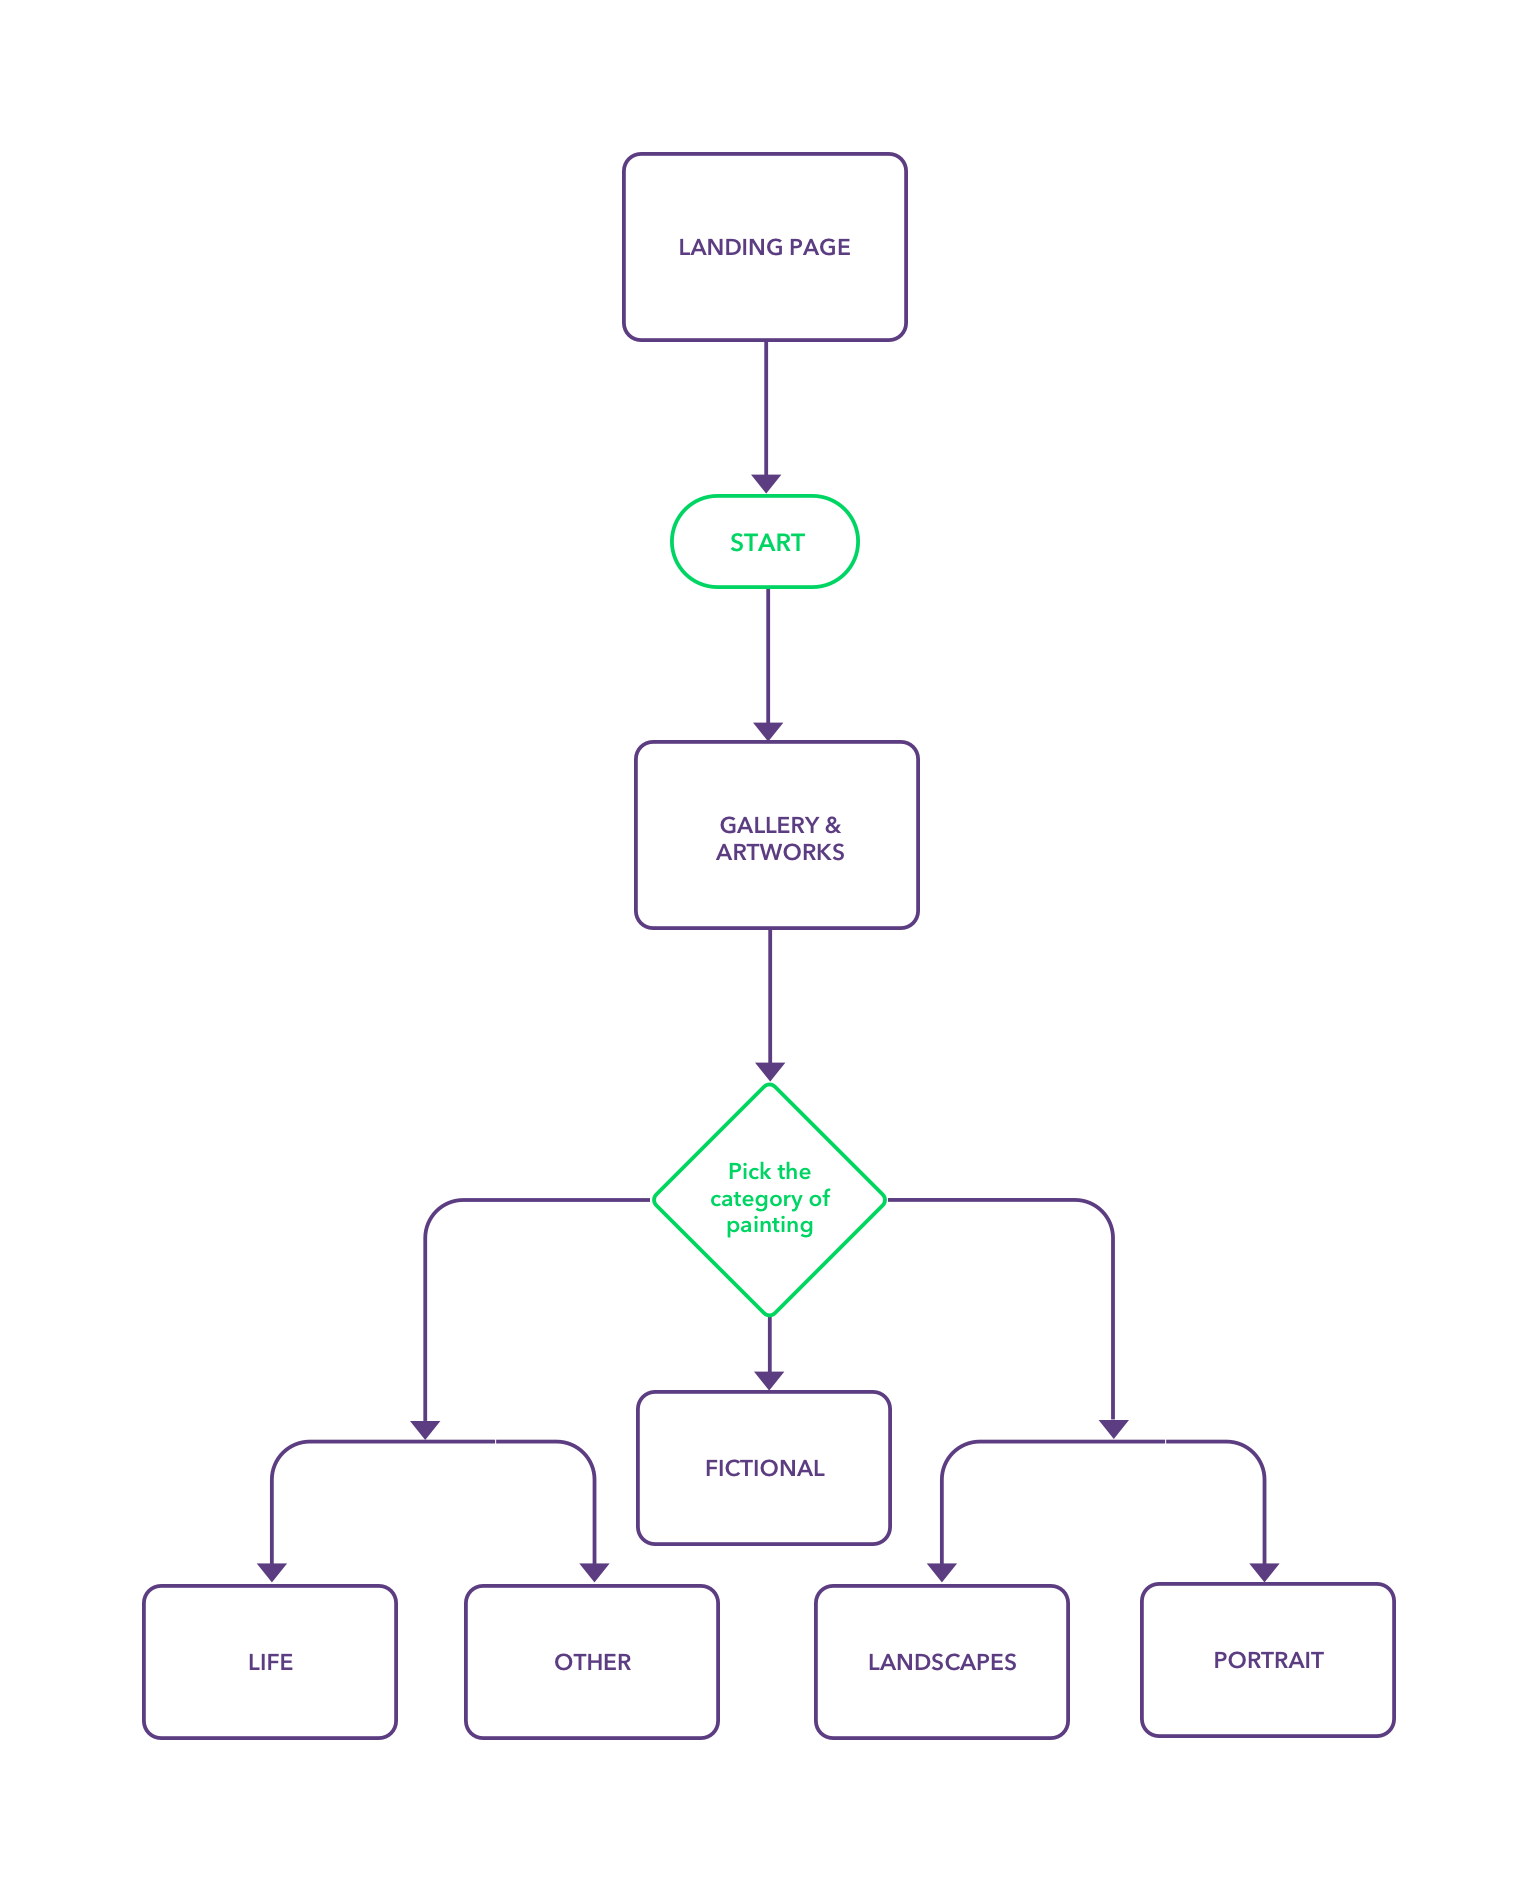 LANDING PAGE
START
GALLERY &
ARTWORKS
Pick the
category of
painting
FICTIONAL
LIFE
OTHER
LANDSCAPES
PORTRAIT